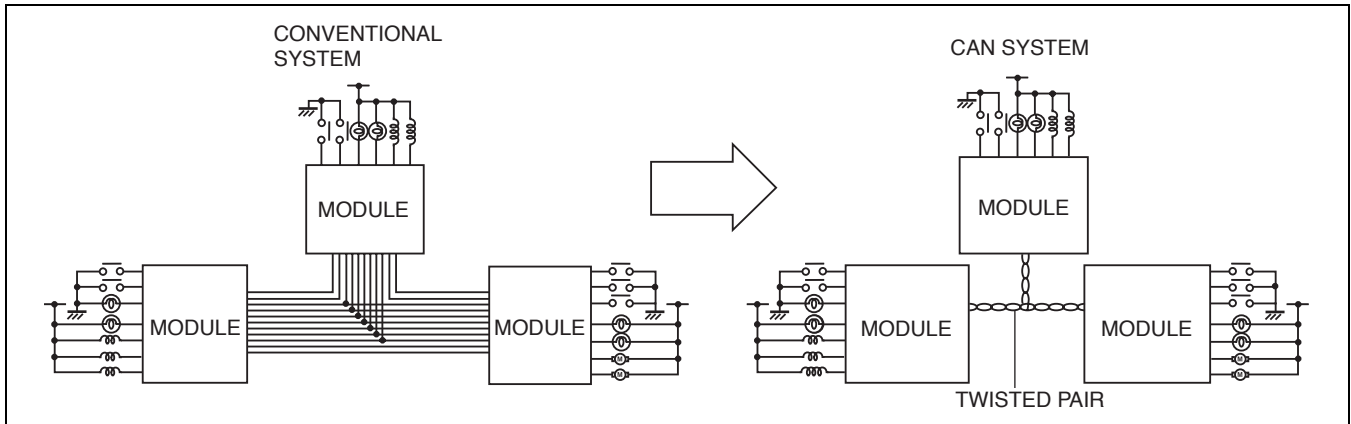 CONVENTIONAL
SYSTEM
MODULE
MODULE
MODULE
M
M
CAN SYSTEM
MODULE
MODULE
MODULE
M
M
TWISTED PAIR